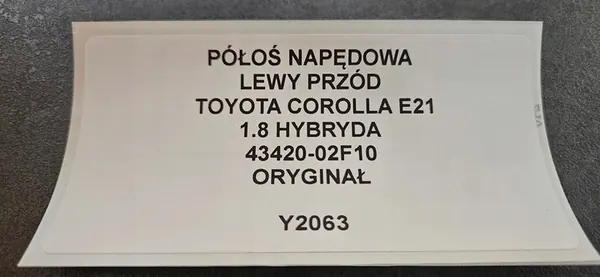 PÓŁOŚ NAPĘDOWA
LEWY PRZÓD
TOYOTA COROLLA E21
1.8 HYBRYDA
43420-02F10
ORYGINAŁ
Y2063